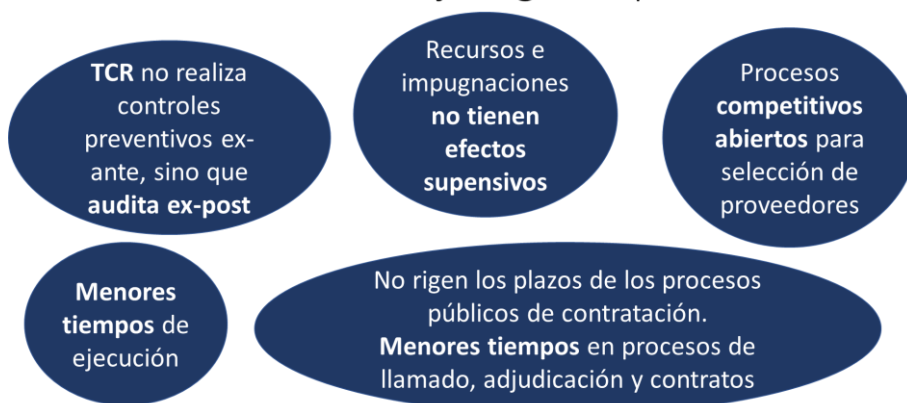 TCR no realiza
controles
preventivos ex-
ante, sino que
audita ex-post
Recursos e
impugnaciones
no tienen
efectos
supensivos
Procesos
competitivos
abiertos para
selección de
proveedores
Menores
tiempos de
ejecución
No rigen los plazos de los procesos
públicos de contratación.
Menores tiempos en procesos de
llamado, adjudicación y contratos